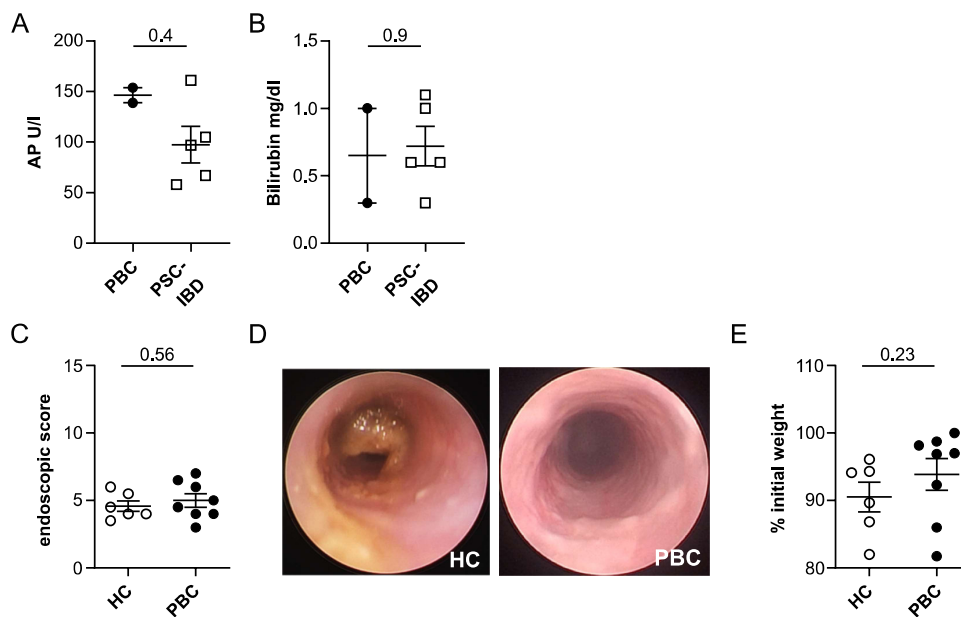 A
0.4
200
150
100
50
0
AP U/l
PBC
PSC-
IBD
B
0.9
1.5
1.0
0.5
0.0
Bilirubin mg/dl
PBC
PSC-
IBD
C
0.56
15
10
5
0
endoscopic score
HC
PBC
D
HC
PBC
E
0.23
110
100
90
80
% initial weight
HC
PBC